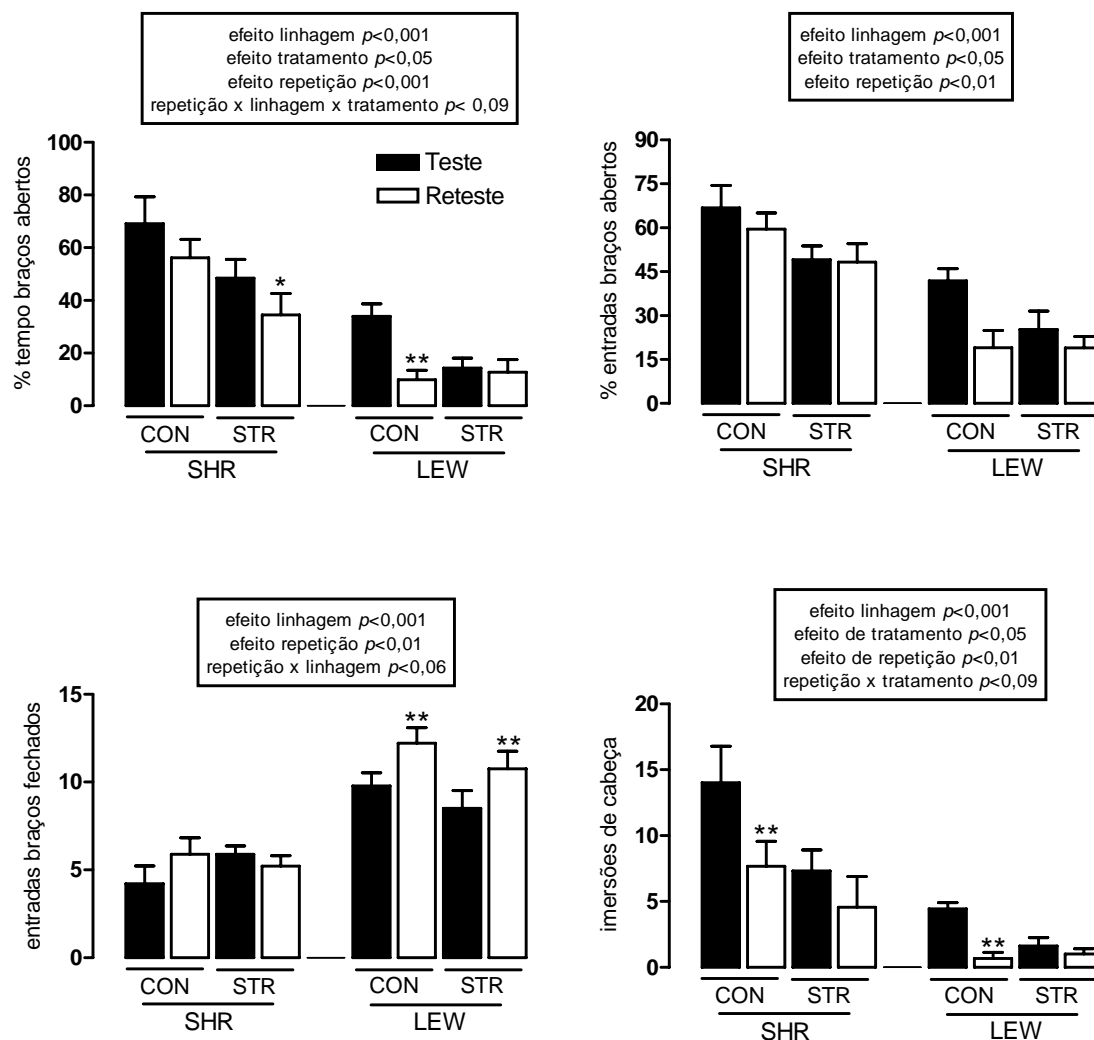 efeito linhagem p<0,001
efeito tratamento p<0,05
efeito repetição p<0,001
repetição x linhagem x tratamento p< 0,09
% tempo braços abertos
100
80
60
40
20
0
Teste
Reteste
*
**
CON
STR
CON
STR
SHR
LEW
efeito linhagem p<0,001
efeito tratamento p<0,05
efeito repetição p<0,01
% entradas braços abertos
90
75
60
45
30
15
0
CON
STR
CON
STR
SHR
LEW
efeito linhagem p<0,001
efeito repetição p<0,01
repetição x linhagem p<0,06
entradas braços fechados
15
10
5
0
**
**
CON
STR
CON
STR
SHR
LEW
efeito linhagem p<0,001
efeito de tratamento p<0,05
efeito de repetição p<0,01
repetição x tratamento p<0,09
imersões de cabeça
20
15
10
5
0
**
**
CON
STR
CON
STR
SHR
LEW